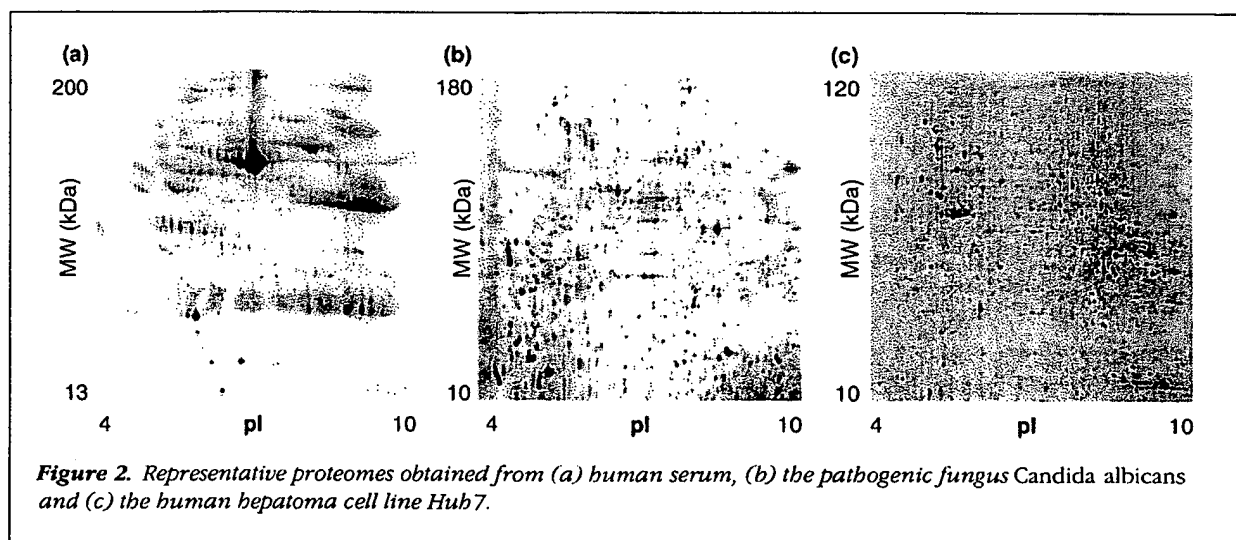 (a)
(b)
(c)
200
180
120
MW (kDa)
MW (kDa)
MW (kDa)
13
10
10
4 pI 10
4 pI 10
4 pI 10
Figure 2. Representative proteomes obtained from (a) human serum, (b) the pathogenic fungus Candida albicans
and (c) the human hepatoma cell line Huh7.